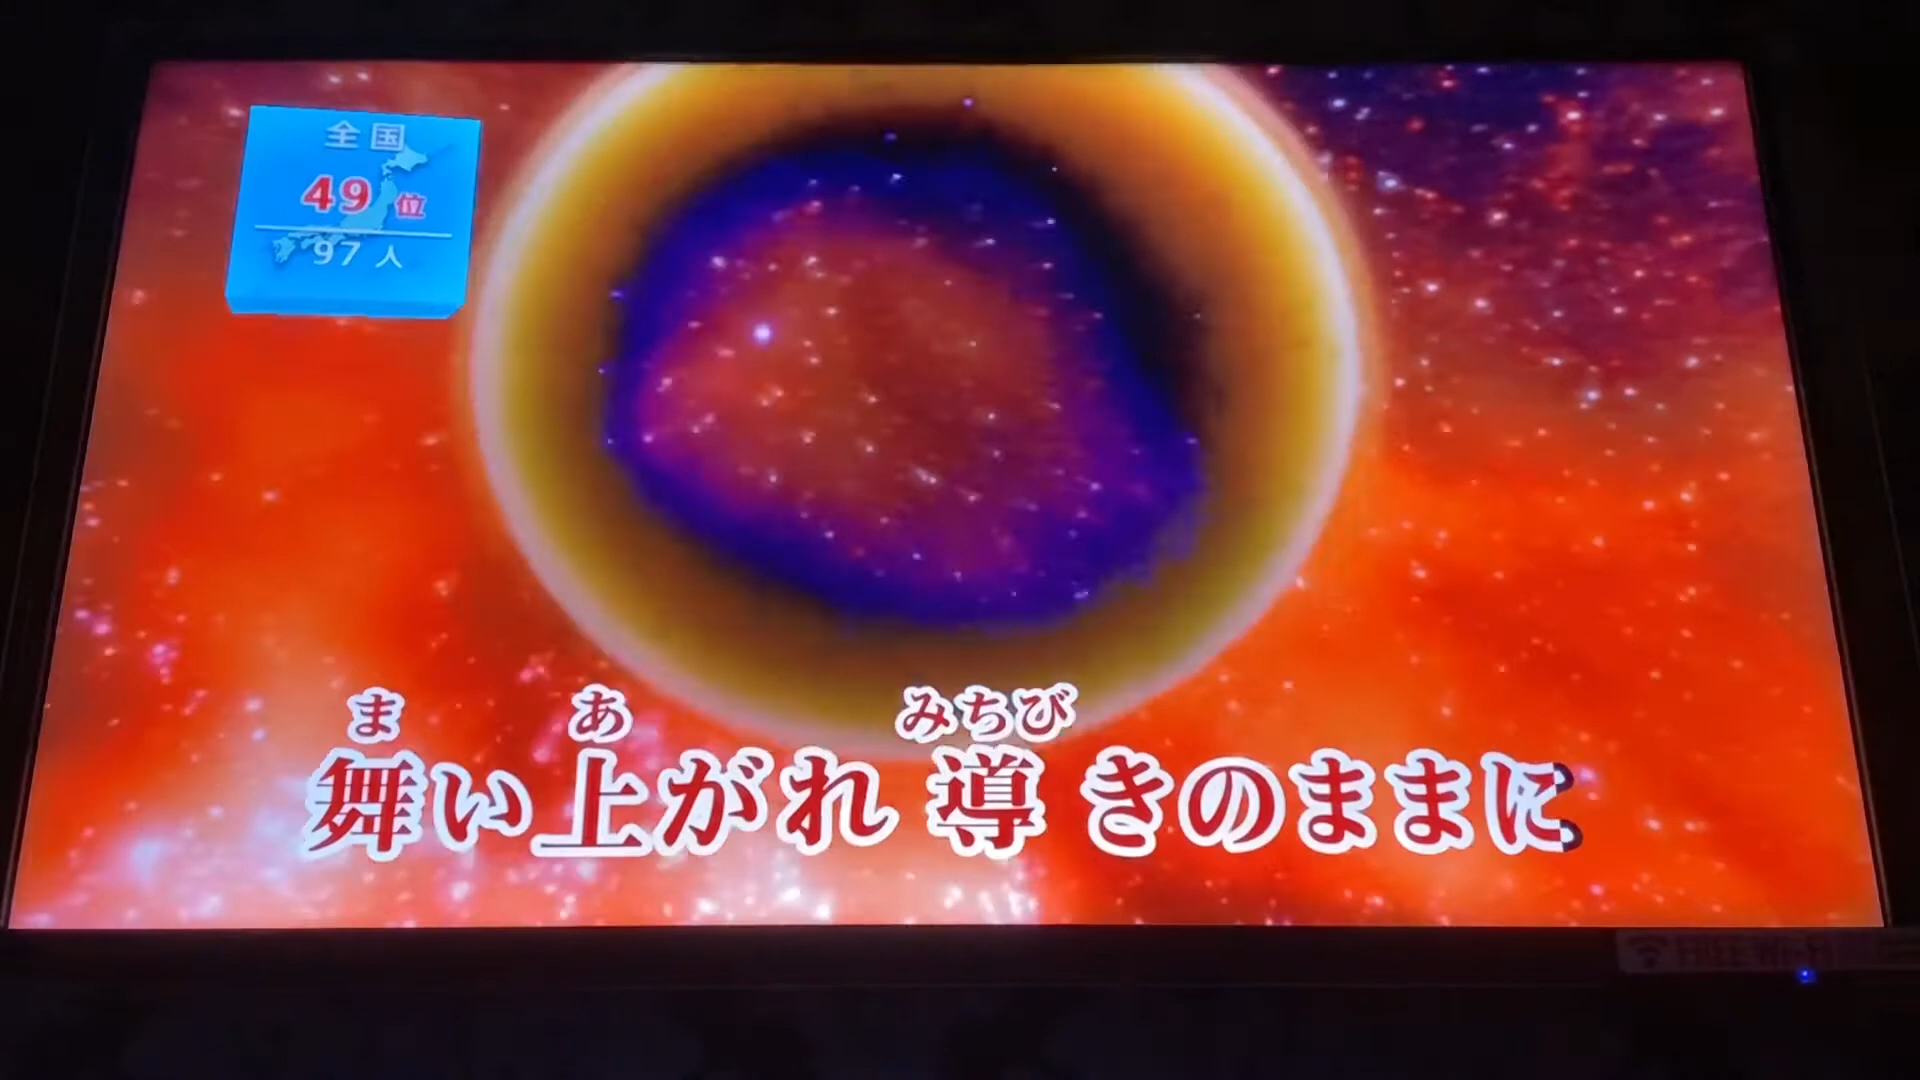 全国
49位
97人
ま あ みちび
舞い上がれ 導きのままに